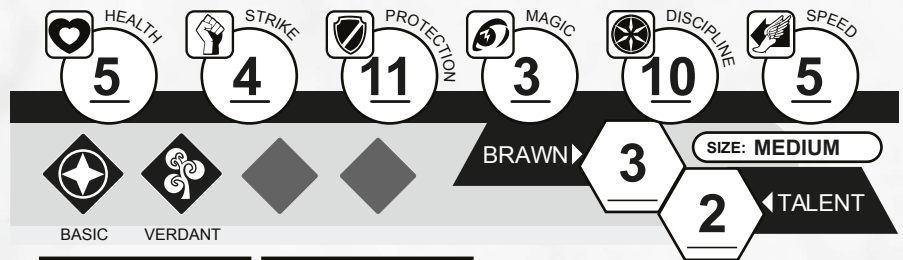 HEALTH STRIKE PROTECTION MAGIC DISCIPLINE SPEED
5 4 11 3 10 5
BRAWN 3 SIZE: MEDIUM
2 TALENT
BASIC VERDANT